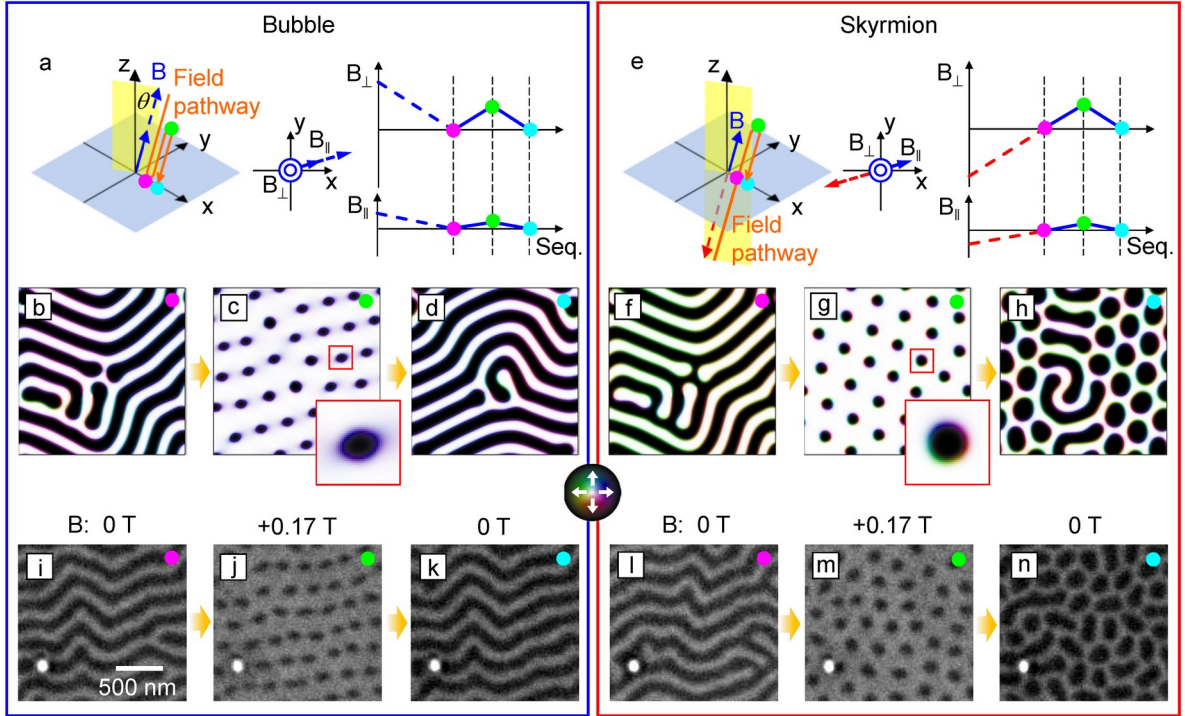 Bubble
a
z
B
θ
Field
pathway
y
x
y
B∥
x
B⊥
B⊥
B∥
Seq.
b
c
d
B: 0 T
+0.17 T
0 T
i
j
k
500 nm
Skyrmion
e
z
B
y
x
Field
pathway
B⊥
y
B∥
x
B⊥
B∥
Seq.
f
g
h
B: 0 T
+0.17 T
0 T
l
m
n